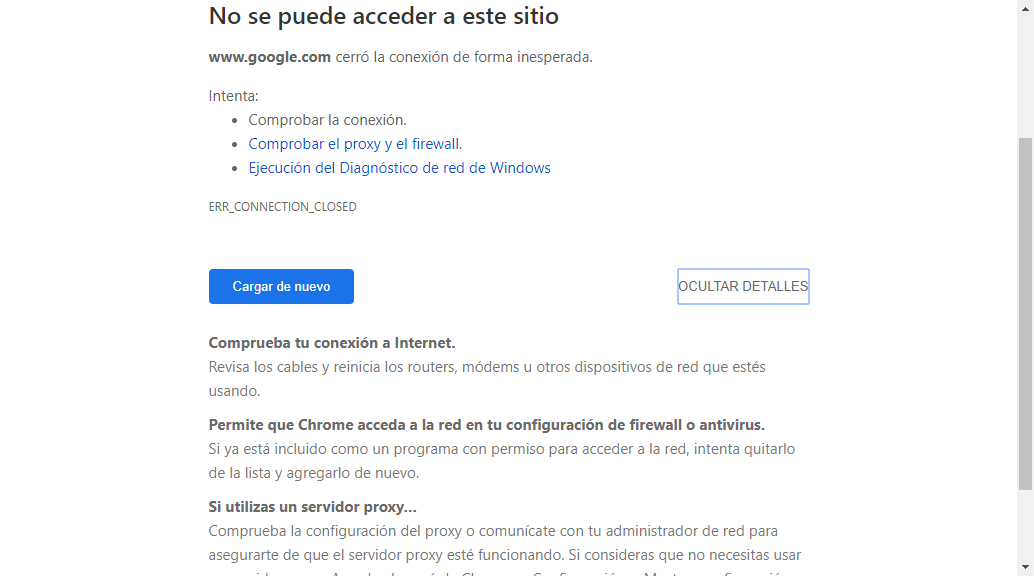 No se puede acceder a este sitio
www.google.com cerró la conexión de forma inesperada.
Intenta:
Comprobar la conexión.
Comprobar el proxy y el firewall.
Ejecución del Diagnóstico de red de Windows
ERR_CONNECTION_CLOSED
Cargar de nuevo
OCULTAR DETALLES
Comprueba tu conexión a Internet.
Revisa los cables y reinicia los routers, módems u otros dispositivos de red que estés
usando.
Permite que Chrome acceda a la red en tu configuración de firewall o antivirus.
Si ya está incluido como un programa con permiso para acceder a la red, intenta quitarlo
de la lista y agregarlo de nuevo.
Si utilizas un servidor proxy…
Comprueba la configuración del proxy o comunícate con tu administrador de red para
asegurarte de que el servidor proxy esté funcionando. Si consideras que no necesitas usar